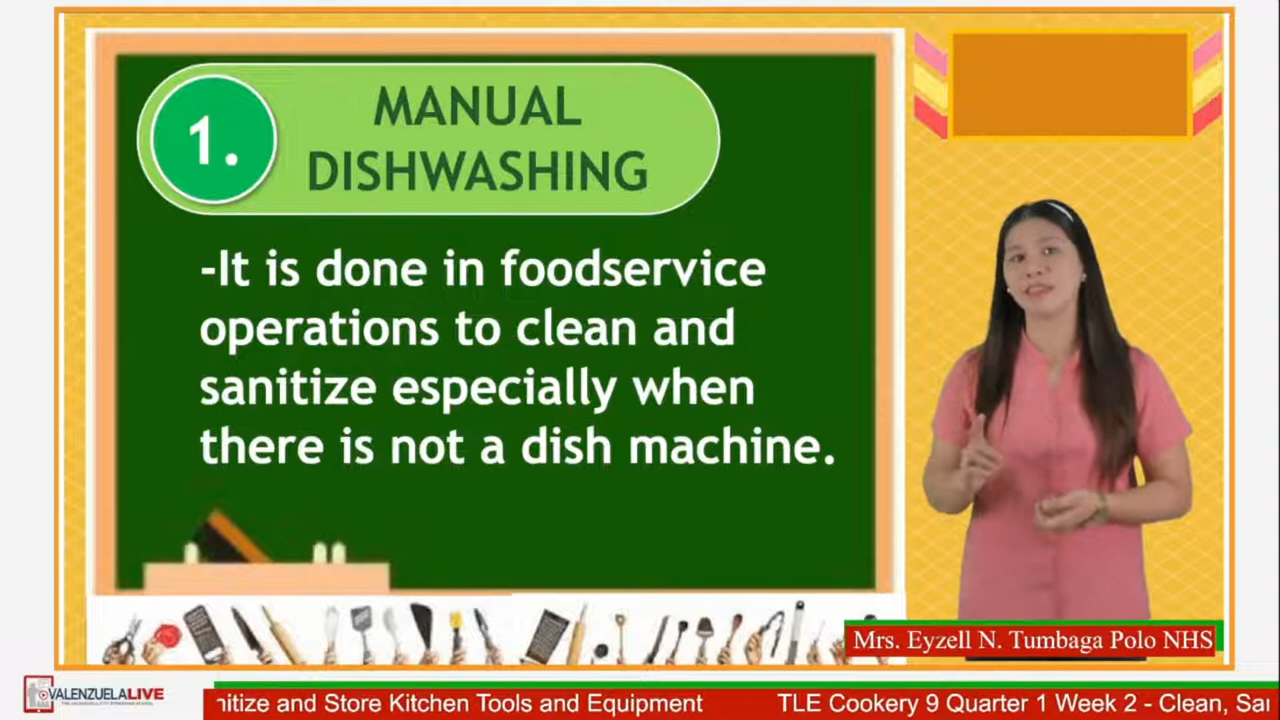 1.
MANUAL
DISHWASHING
-It is done in foodservice
operations to clean and
sanitize especially when
there is not a dish machine.
Mrs. Eyzell N. Tumbaga Polo NHS
VALENZUELALIVE
nitize and Store Kitchen Tools and Equipment
TLE Cookery 9 Quarter 1 Week 2 - Clean, Sa